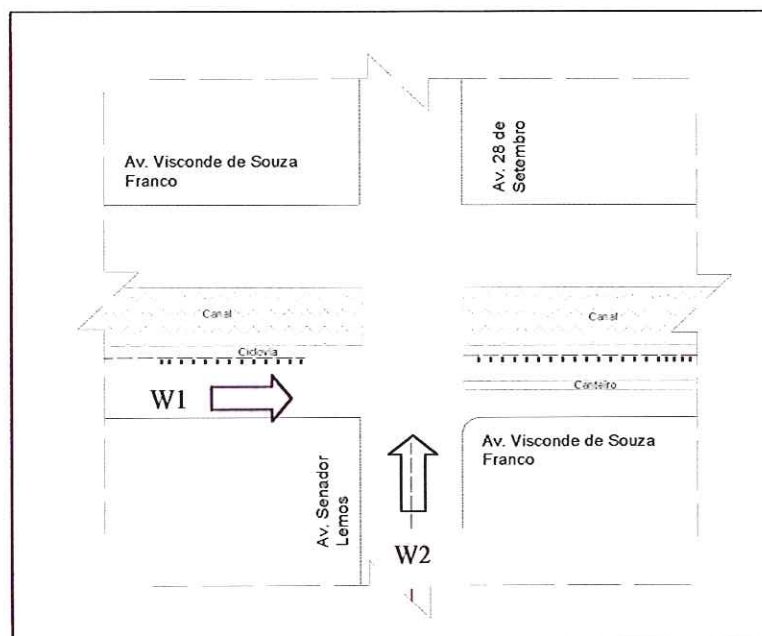 Av. Visconde de Souza
Franco
Av. 28 de
Setembro
Canal
Canal
Ciclovia
Canteiro
W1
Av. Senador
Lemos
Av. Visconde de Souza
Franco
W2